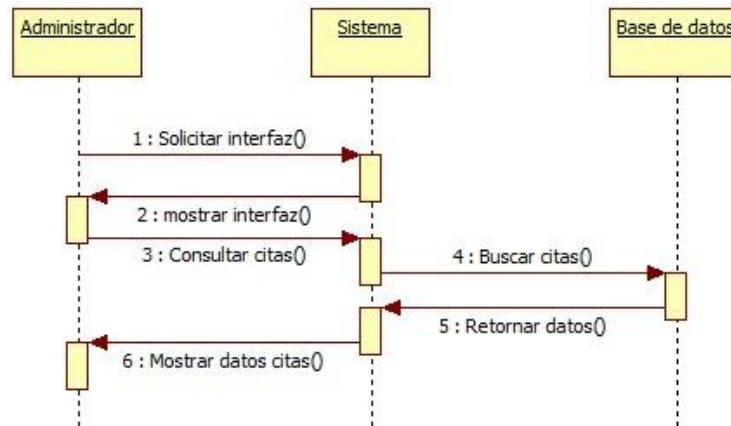 Administrador
Sistema
Base de datos
1 : Solicitar interfaz()
2 : mostrar interfaz()
3 : Consultar citas()
4 : Buscar citas()
5 : Retornar datos()
6 : Mostrar datos citas()